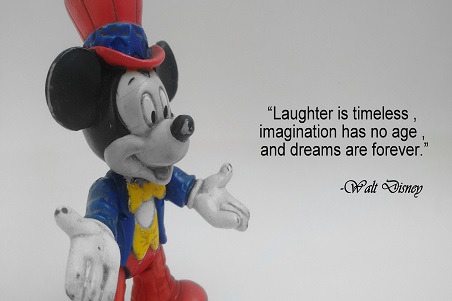 “Laughter is timeless ,
imagination has no age ,
and dreams are forever.”
-Walt Disney